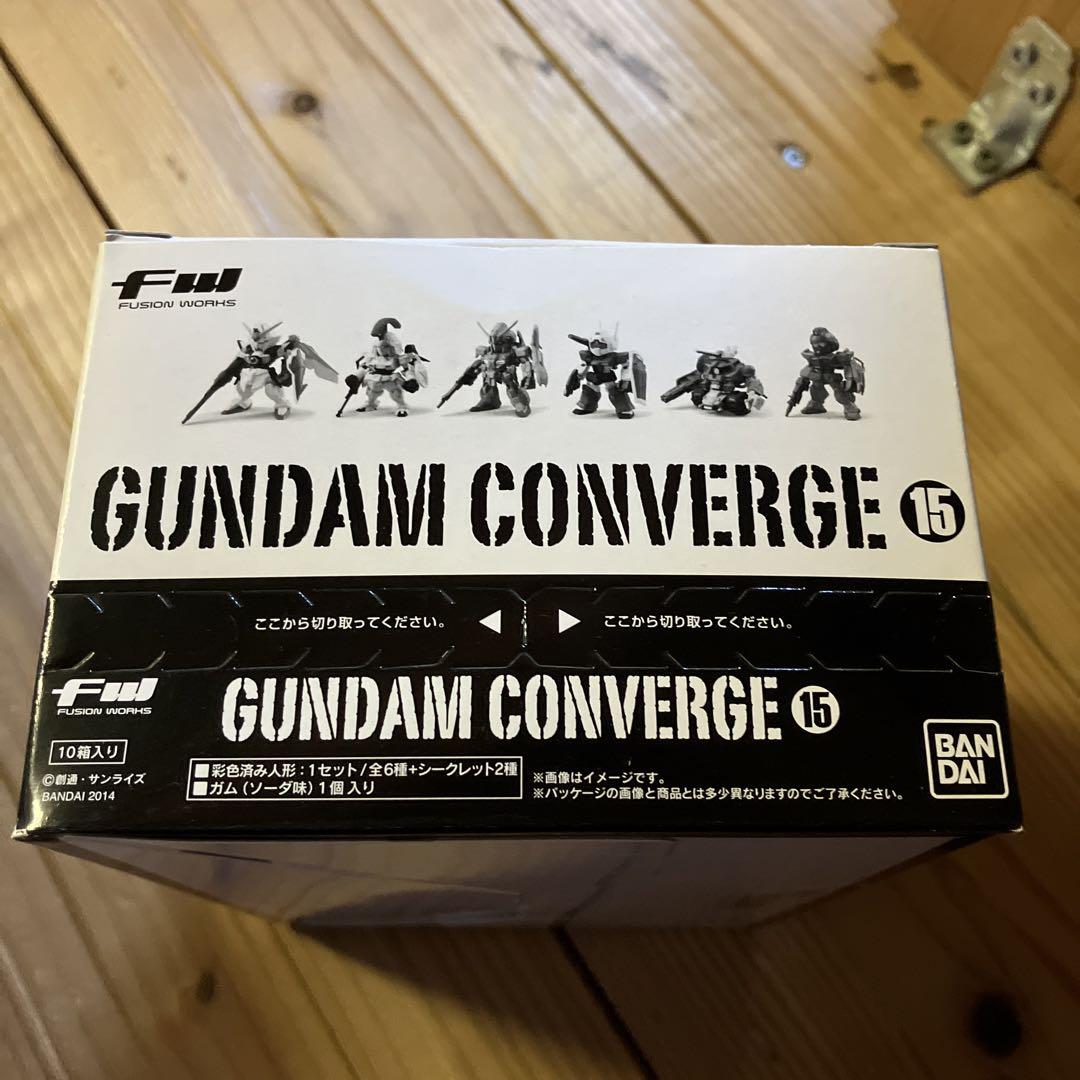 FW
FUSION WORKS
GUNDAM CONVERGE 15
ここから切り取ってください。 ◀ ▶ ここから切り取ってください。
FW
FUSION WORKS
GUNDAM CONVERGE 15
10箱入り
©創通・サンライズ
BANDAI 2014
■彩色済み人形：1セット/全6種+シークレット2種
■ガム（ソーダ味）1個入り
※画像はイメージです。
※パッケージの画像と商品とは多少異なりますのでご了承ください。
BAN
DAI